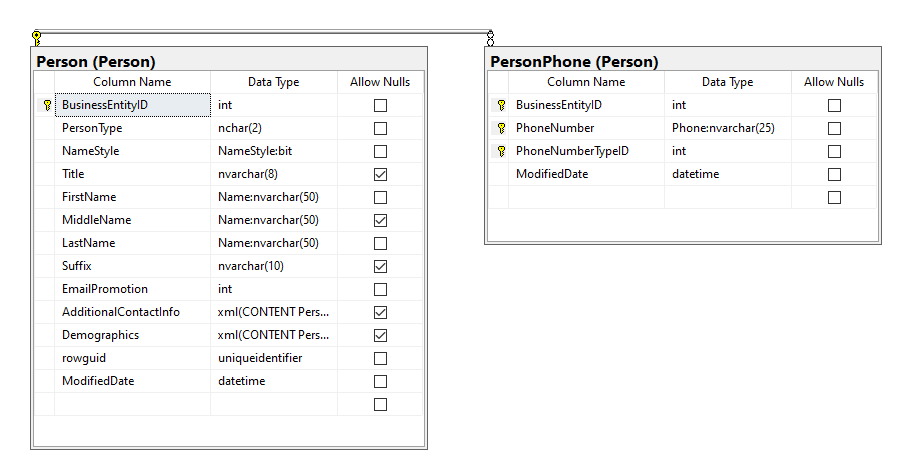 Person (Person)
Column Name Data Type Allow Nulls
BusinessEntityID int
PersonType nchar(2)
NameStyle NameStyle:bit
Title nvarchar(8)
FirstName Name:nvarchar(50)
MiddleName Name:nvarchar(50)
LastName Name:nvarchar(50)
Suffix nvarchar(10)
EmailPromotion int
AdditionalContactInfo xml(CONTENT Pers...
Demographics xml(CONTENT Pers...
rowguid uniqueidentifier
ModifiedDate datetime
PersonPhone (Person)
Column Name Data Type Allow Nulls
BusinessEntityID int
PhoneNumber Phone:nvarchar(25)
PhoneNumberTypeID int
ModifiedDate datetime